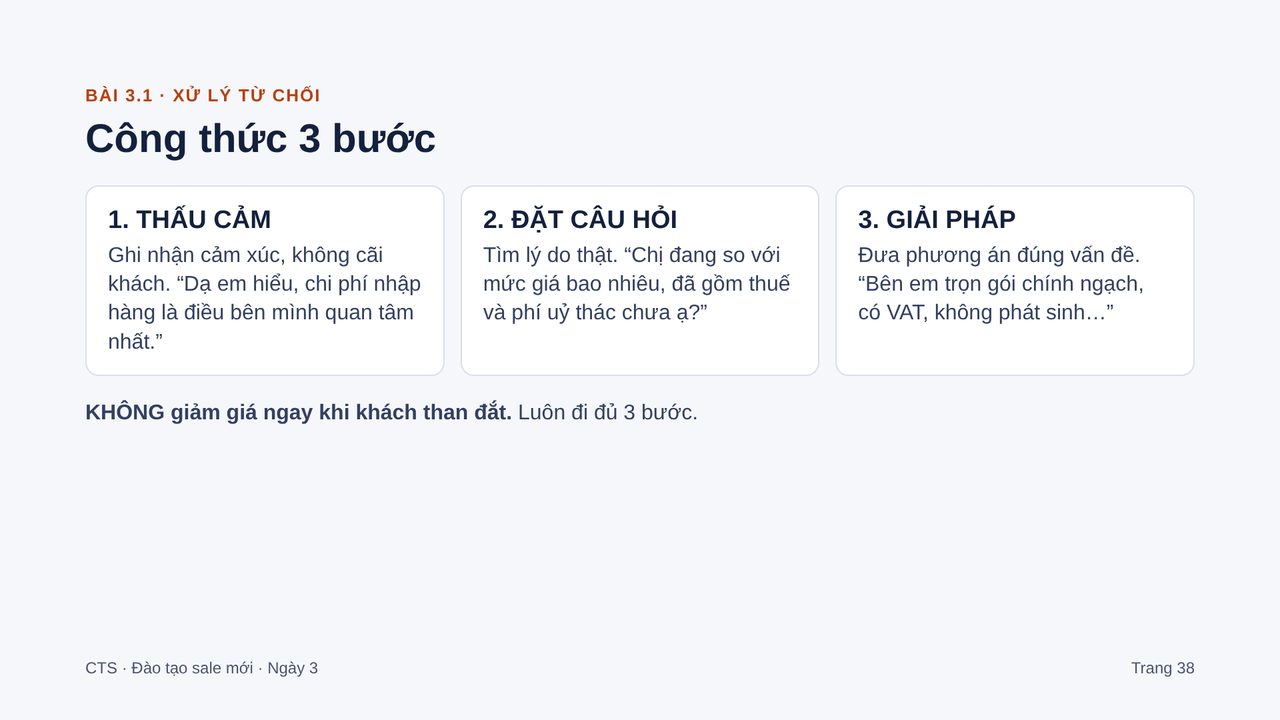 BÀI 3.1 · XỬ LÝ TỪ CHỐI
Công thức 3 bước
1. THẤU CẢM
Ghi nhận cảm xúc, không cãi
khách. “Dạ em hiểu, chi phí nhập
hàng là điều bên mình quan tâm
nhất.”
2. ĐẶT CÂU HỎI
Tìm lý do thật. “Chị đang so với
mức giá bao nhiêu, đã gồm thuế
và phí uỷ thác chưa ạ?”
3. GIẢI PHÁP
Đưa phương án đúng vấn đề.
“Bên em trọn gói chính ngạch,
có VAT, không phát sinh…”
KHÔNG giảm giá ngay khi khách than đắt. Luôn đi đủ 3 bước.
CTS · Đào tạo sale mới · Ngày 3
Trang 38